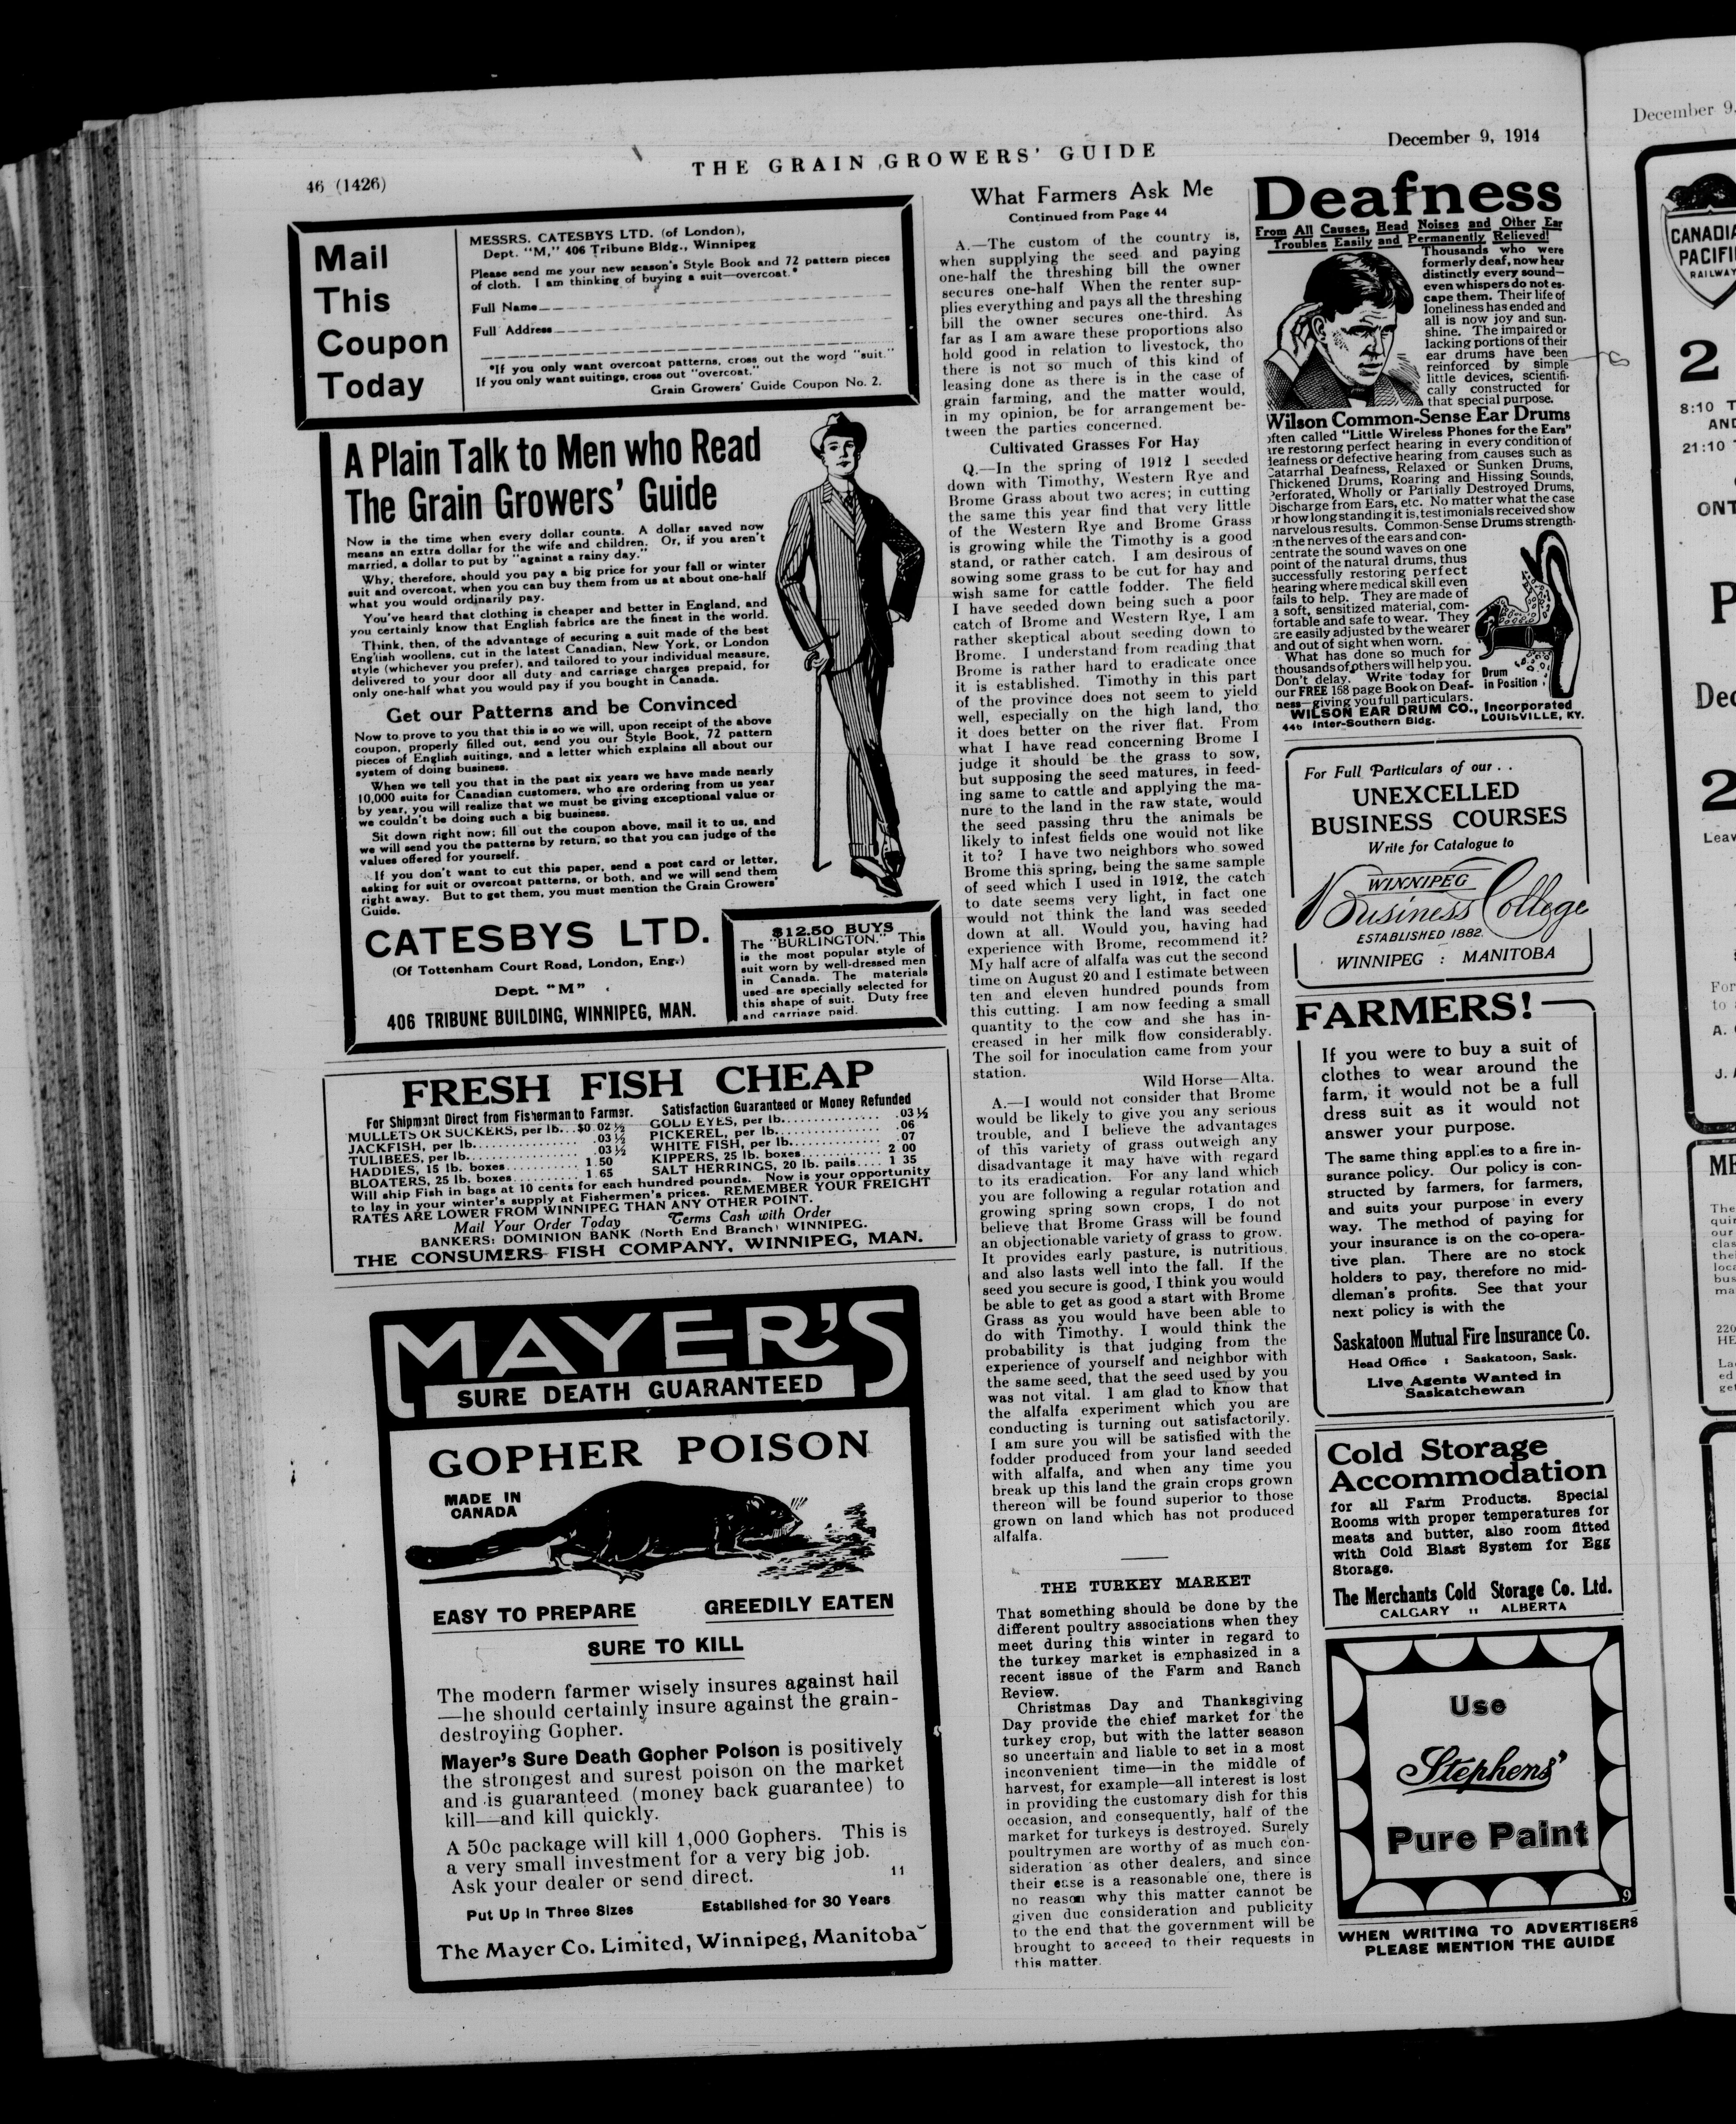 46 (1426)
THE GRAIN GROWERS' GUIDE
December 9, 1914
Mail
This
Coupon
Today
MESSRS. CATESBYS LTD. (of London),
Dept. "M," 406 Tribune Bldg., Winnipeg
Please send me your new season's Style Book and 72 pattern pieces
of cloth. I am thinking of buying a suit—overcoat.*
Full Name
Full Address
*If you only want overcoat patterns, cross out the word "suit."
If you only want suitings, cross out "overcoat."
Grain Growers' Guide Coupon No. 2.
A Plain Talk to Men who Read
The Grain Growers' Guide
Now is the time when every dollar counts. A dollar saved now
means an extra dollar for the wife and children. Or, if you aren't
married, a dollar to put by "against a rainy day."
Why, therefore, should you pay a big price for your fall or winter
suit and overcoat, when you can buy them from us at about one-half
what you would ordinarily pay.
You've heard that clothing is cheaper and better in England, and
you certainly know that English fabrics are the finest in the world.
Think, then, of the advantage of securing a suit made of the best
English woollens, cut in the latest Canadian, New York, or London
style (whichever you prefer), and tailored to your individual measure,
delivered to your door all duty and carriage charges prepaid, for
only one-half what you would pay if you bought in Canada.
Get our Patterns and be Convinced
Now to prove to you that this is so we will, upon receipt of the above
coupon, properly filled out, send you our Style Book, 72 pattern
pieces of English suitings, and a letter which explains all about our
system of doing business.
When we tell you that in the past six years we have made nearly
10,000 suits for Canadian customers, who are ordering from us year
by year, you will realize that we must be giving exceptional value or
we couldn't be doing such a big business.
Sit down right now; fill out the coupon above, mail it to us, and
we will send you the patterns by return, so that you can judge of the
values offered for yourself.
If you don't want to cut this paper, send a post card or letter,
asking for suit or overcoat patterns, or both, and we will send them
right away. But to get them, you must mention the Grain Growers'
Guide.
CATESBYS LTD.
(Of Tottenham Court Road, London, Eng.)
Dept. "M"
406 TRIBUNE BUILDING, WINNIPEG, MAN.
$12.50 BUYS
The "BURLINGTON." This
is the most popular style of
suit worn by well-dressed men
in Canada. The materials
used are specially selected for
this shape of suit. Duty free
and carriage paid.
FRESH FISH CHEAP
For Shipment Direct from Fisherman to Farmer. Satisfaction Guaranteed or Money Refunded
MULLETS OR SUCKERS, per lb...$0.02½
JACKFISH, per lb................. .03½
TULIBEES, per lb................. .03½
HADDIES, 15 lb. boxes........... 1.50
BLOATERS, 25 lb. boxes.......... 1 65
GOLD EYES, per lb............... .03½
PICKEREL, per lb................ .06
WHITE FISH, per lb.............. .07
KIPPERS, 25 lb. boxes............ 2 00
SALT HERRINGS, 20 lb. pails.... 1 35
Will ship Fish in bags at 10 cents for each hundred pounds. Now is your opportunity
to lay in your winter's supply at Fishermen's prices. REMEMBER YOUR FREIGHT
RATES ARE LOWER FROM WINNIPEG THAN ANY OTHER POINT.
Mail Your Order Today Terms Cash with Order
BANKERS: DOMINION BANK (North End Branch) WINNIPEG.
THE CONSUMERS FISH COMPANY, WINNIPEG, MAN.
MAYER'S
SURE DEATH GUARANTEED
GOPHER POISON
MADE IN
CANADA
EASY TO PREPARE GREEDILY EATEN
SURE TO KILL
The modern farmer wisely insures against hail
—he should certainly insure against the grain-
destroying Gopher.
Mayer's Sure Death Gopher Poison is positively
the strongest and surest poison on the market
and is guaranteed (money back guarantee) to
kill—and kill quickly.
A 50c package will kill 1,000 Gophers. This is
a very small investment for a very big job.
Ask your dealer or send direct. 11
Put Up in Three Sizes Established for 30 Years
The Mayer Co. Limited, Winnipeg, Manitoba
What Farmers Ask Me
Continued from Page 44
A.—The custom of the country is,
when supplying the seed and paying
one-half the threshing bill the owner
secures one-half When the renter sup-
plies everything and pays all the threshing
bill the owner secures one-third. As
far as I am aware these proportions also
hold good in relation to livestock, tho
there is not so much of this kind of
leasing done as there is in the case of
grain farming, and the matter would,
in my opinion, be for arrangement be-
tween the parties concerned.
Cultivated Grasses For Hay
Q.—In the spring of 1912 I seeded
down with Timothy, Western Rye and
Brome Grass about two acres; in cutting
the same this year find that very little
of the Western Rye and Brome Grass
is growing while the Timothy is a good
stand, or rather catch. I am desirous of
sowing some grass to be cut for hay and
wish same for cattle fodder. The field
I have seeded down being such a poor
catch of Brome and Western Rye, I am
rather skeptical about seeding down to
Brome. I understand from reading that
Brome is rather hard to eradicate once
it is established. Timothy in this part
of the province does not seem to yield
well, especially on the high land, tho
it does better on the river flat. From
what I have read concerning Brome I
judge it should be the grass to sow,
but supposing the seed matures, in feed-
ing same to cattle and applying the ma-
nure to the land in the raw state, would
the seed passing thru the animals be
likely to infest fields one would not like
it to? I have two neighbors who sowed
Brome this spring, being the same sample
of seed which I used in 1912, the catch
to date seems very light, in fact one
would not think the land was seeded
down at all. Would you, having had
experience with Brome, recommend it?
My half acre of alfalfa was cut the second
time on August 20 and I estimate between
ten and eleven hundred pounds from
this cutting. I am now feeding a small
quantity to the cow and she has in-
creased in her milk flow considerably.
The soil for inoculation came from your
station.
Wild Horse—Alta.
A.—I would not consider that Brome
would be likely to give you any serious
trouble, and I believe the advantages
of this variety of grass outweigh any
disadvantage it may have with regard
to its eradication. For any land which
you are following a regular rotation and
growing spring sown crops, I do not
believe that Brome Grass will be found
an objectionable variety of grass to grow.
It provides early pasture, is nutritious,
and also lasts well into the fall. If the
seed you secure is good, I think you would
be able to get as good a start with Brome
Grass as you would have been able to
do with Timothy. I would think the
probability is that judging from the
experience of yourself and neighbor with
the same seed, that the seed used by you
was not vital. I am glad to know that
the alfalfa experiment which you are
conducting is turning out satisfactorily.
I am sure you will be satisfied with the
fodder produced from your land seeded
with alfalfa, and when any time you
break up this land the grain crops grown
thereon will be found superior to those
grown on land which has not produced
alfalfa.
THE TURKEY MARKET
That something should be done by the
different poultry associations when they
meet during this winter in regard to
the turkey market is emphasized in a
recent issue of the Farm and Ranch
Review.
Christmas Day and Thanksgiving
Day provide the chief market for the
turkey crop, but with the latter season
so uncertain and liable to set in a most
inconvenient time—in the middle of
harvest, for example—all interest is lost
in providing the customary dish for this
occasion, and consequently, half of the
market for turkeys is destroyed. Surely
poultrymen are worthy of as much con-
sideration as other dealers, and since
their case is a reasonable one, there is
no reason why this matter cannot be
given due consideration and publicity
to the end that the government will be
brought to acceed to their requests in
this matter.
Deafness
From All Causes, Head Noises and Other Ear
Troubles Easily and Permanently Relieved!
Thousands who were
formerly deaf, now hear
distinctly every sound—
even whispers do not es-
cape them. Their life of
loneliness has ended and
all is now joy and sun-
shine. The impaired or
lacking portions of their
ear drums have been
reinforced by simple
little devices, scientifi-
cally constructed for
that special purpose.
Wilson Common-Sense Ear Drums
often called "Little Wireless Phones for the Ears"
are restoring perfect hearing in every condition of
deafness or defective hearing from causes such as
Catarrhal Deafness, Relaxed or Sunken Drums,
Thickened Drums, Roaring and Hissing Sounds,
Perforated, Wholly or Partially Destroyed Drums,
Discharge from Ears, etc. No matter what the case
or how long standing it is, testimonials received show
marvelous results. Common-Sense Drums strength-
en the nerves of the ears and con-
centrate the sound waves on one
point of the natural drums, thus
successfully restoring perfect
hearing where medical skill even
fails to help. They are made of
a soft, sensitized material, com-
fortable and safe to wear. They
are easily adjusted by the wearer
and out of sight when worn.
What has done so much for
thousands of others will help you.
Don't delay. Write today for
our FREE 168 page Book on Deaf-
ness—giving you full particulars.
Drum
in Position
WILSON EAR DRUM CO., Incorporated
446 Inter-Southern Bldg. LOUISVILLE, KY.
For Full Particulars of our . .
UNEXCELLED
BUSINESS COURSES
Write for Catalogue to
WINNIPEG
Business College
ESTABLISHED 1882.
WINNIPEG : MANITOBA
FARMERS!
If you were to buy a suit of
clothes to wear around the
farm, it would not be a full
dress suit as it would not
answer your purpose.
The same thing applies to a fire in-
surance policy. Our policy is con-
structed by farmers, for farmers,
and suits your purpose in every
way. The method of paying for
your insurance is on the co-opera-
tive plan. There are no stock
holders to pay, therefore no mid-
dleman's profits. See that your
next policy is with the
Saskatoon Mutual Fire Insurance Co.
Head Office : Saskatoon, Sask.
Live Agents Wanted in
Saskatchewan
Cold Storage
Accommodation
for all Farm Products. Special
Rooms with proper temperatures for
meats and butter, also room fitted
with Cold Blast System for Egg
Storage.
The Merchants Cold Storage Co. Ltd.
CALGARY :: ALBERTA
Use
Stephens'
Pure Paint
9
WHEN WRITING TO ADVERTISERS
PLEASE MENTION THE GUIDE
December 9,
CANADIA
PACIFI
RAILWAY
2
8:10 T
AND
21:10
ONT
P
Dec
2
Leav
For
to
A.
J. A
ME
The
quir
our
clas
the
loca
bus
ma
220
HE
La
ed
get